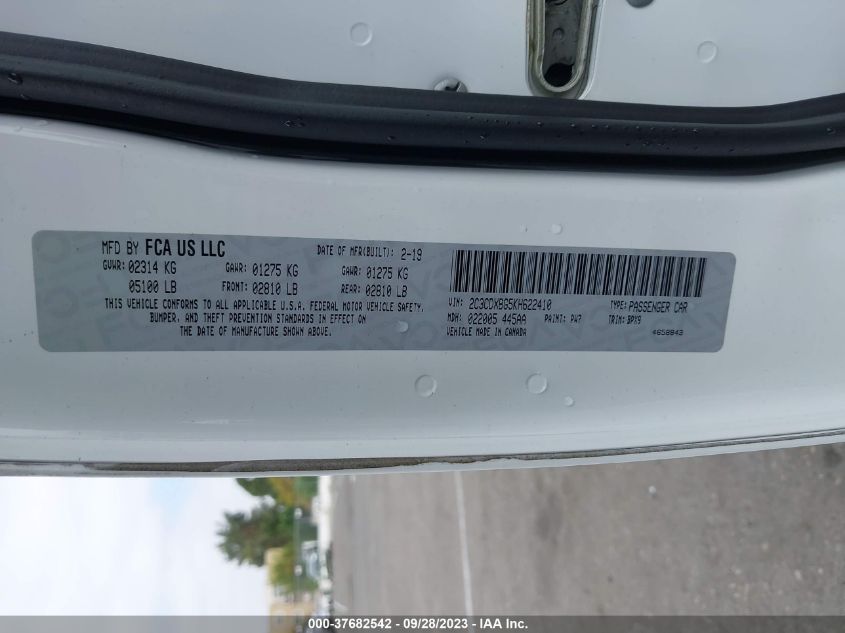 MFD BY FCA US LLC
DATE OF MFR(BUILT): 2-19
GVWR: 02314 KG GAWR: 01275 KG GAWR: 01275 KG
05100 LB FRONT: 02810 LB REAR: 02810 LB
THIS VEHICLE CONFORMS TO ALL APPLICABLE U.S.A. FEDERAL MOTOR VEHICLE SAFETY,
BUMPER, AND THEFT PREVENTION STANDARDS IN EFFECT ON
THE DATE OF MANUFACTURE SHOWN ABOVE.
VIN: 2C3CDXBG5KH622410 TYPE: PASSENGER CAR
MDH: 022005 445AA PAINT: PW7 TRIM: BPX9
VEHICLE MADE IN CANADA 4658843
000-37682542 / 09/28/2023 - IAA Inc.